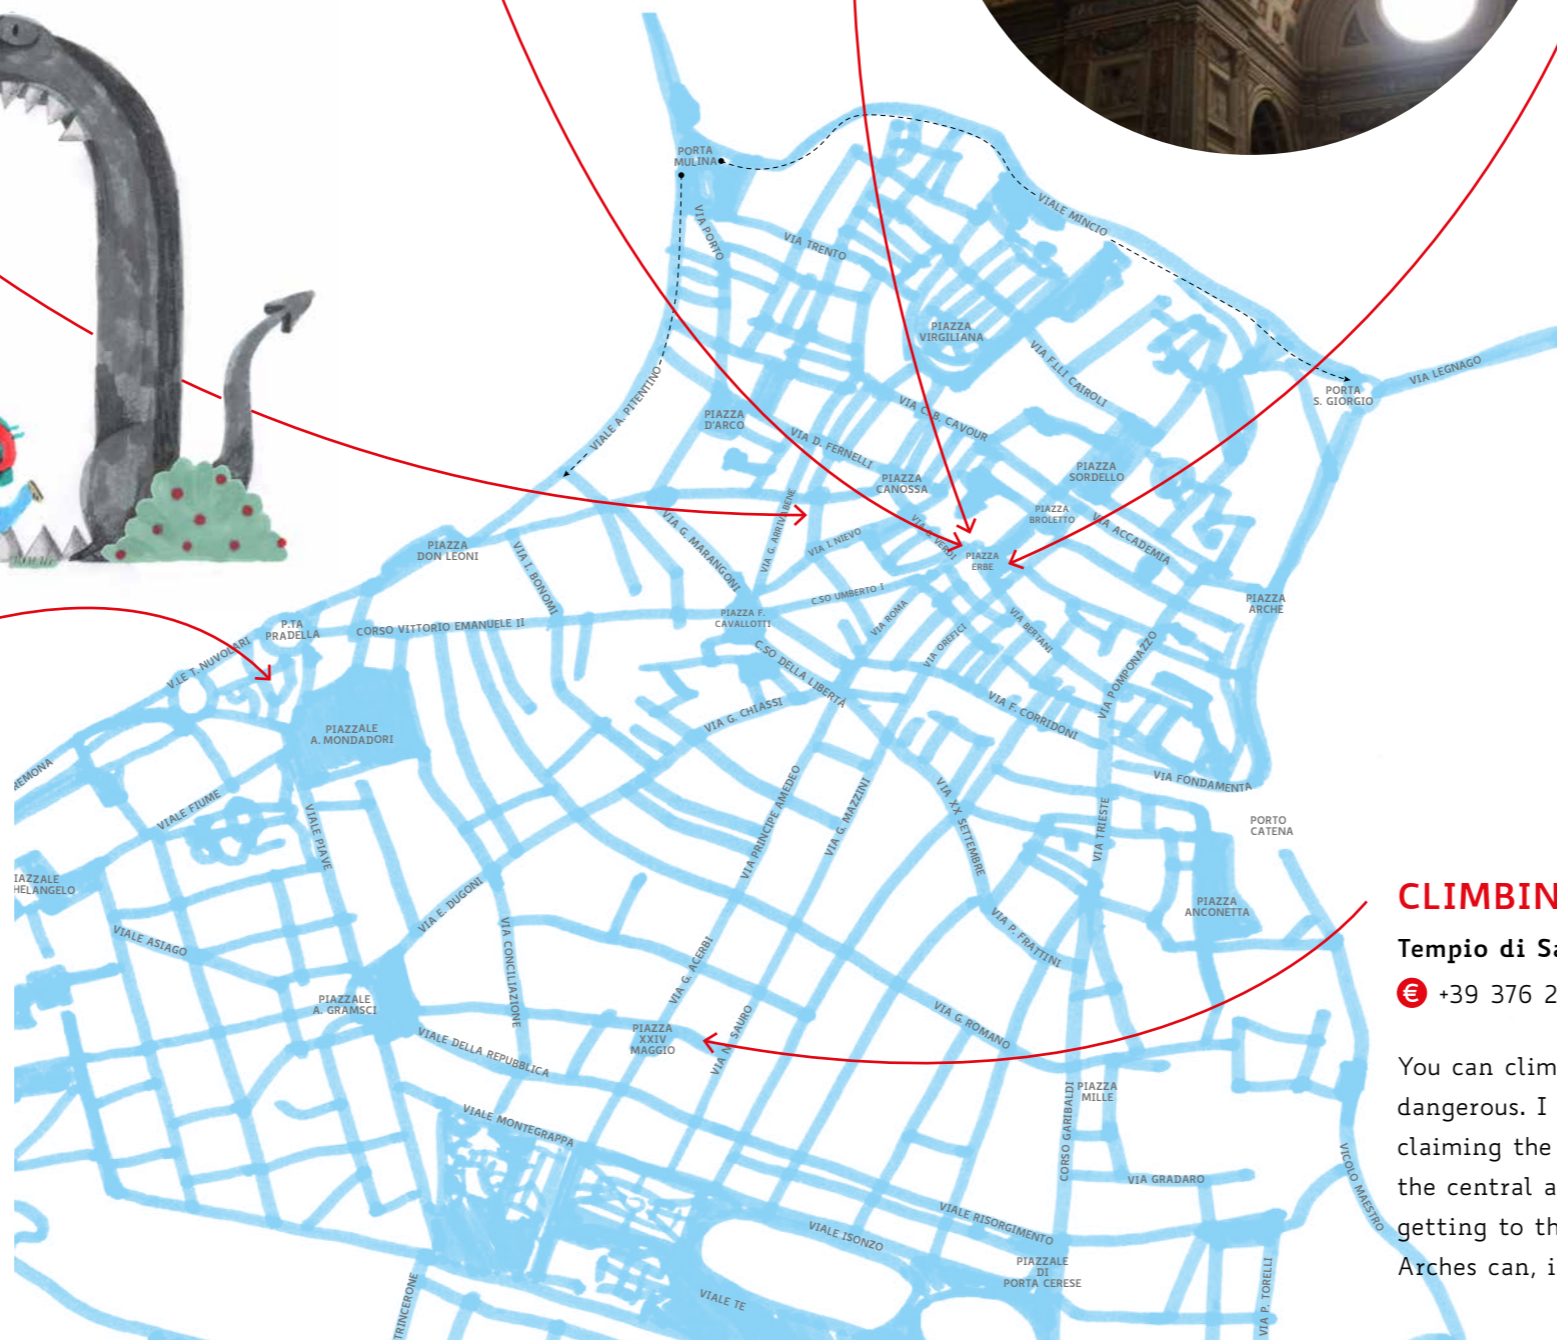 PORTA
MULINA
VIA PORTO
VIA TRENTO
VIALE MINCIO
PIAZZA
VIRGILIANA
VIA F.LLI CAIROLI
VIA LEGNAGO
PORTA
S. GIORGIO
VIALE A. PITENTINO
PIAZZA
D'ARCO
VIA C. B. CAVOUR
VIA D. FERNELLI
PIAZZA
CANOSSA
PIAZZA
SORDELLO
PIAZZA
BROLETTO
VIA ACCADEMIA
VIA G. ARRIVABENE
VIA G. MARANGONI
VIA I. NIEVO
VIA G. VERDI
PIAZZA
ERBE
PIAZZA
DON LEONI
VIA I. BONOMI
C.SO UMBERTO I
PIAZZA F.
CAVALLOTTI
VIA ROMA
VIA OREFICI
VIA BERTANI
PIAZZA
ARCHE
P.TA
PRADELLA
CORSO VITTORIO EMANUELE II
V.LE T. NUVOLARI
C.SO DELLA LIBERTÀ
VIA POMPONAZZO
VIA G. CHIASSI
VIA F. CORRIDONI
PIAZZALE
A. MONDADORI
REMONA
VIALE FIUME
VIALE PIAVE
VIA PRINCIPE AMEDEO
VIA G. MAZZINI
VIA XX SETTEMBRE
VIA TRIESTE
VIA FONDAMENTA
PORTO
CATENA
IAZZALE
HELANGELO
VIA E. DUGONI
VIALE ASIAGO
VIA CONCILIAZIONE
VIA G. ACERBI
VIA P. FRATTINI
PIAZZA
ANCONETTA
PIAZZALE
A. GRAMSCI
VIALE DELLA REPUBBLICA
PIAZZA
XXIV
MAGGIO
VIA N. SAURO
VIA G. ROMANO
PIAZZA
MILLE
CORSO GARIBALDI
VIALE MONTEGRAPPA
VIA GRADARO
VICOLO MAESTRO
VIALE RISORGIMENTO
VIALE ISONZO
PIAZZALE
DI
PORTA CERESE
VIALE TE
TRINCERONE
VIA P. TORELLI
CLIMBIN
Tempio di Sa
€ +39 376 2
You can clim
dangerous. I
claiming the
the central a
getting to th
Arches can, i